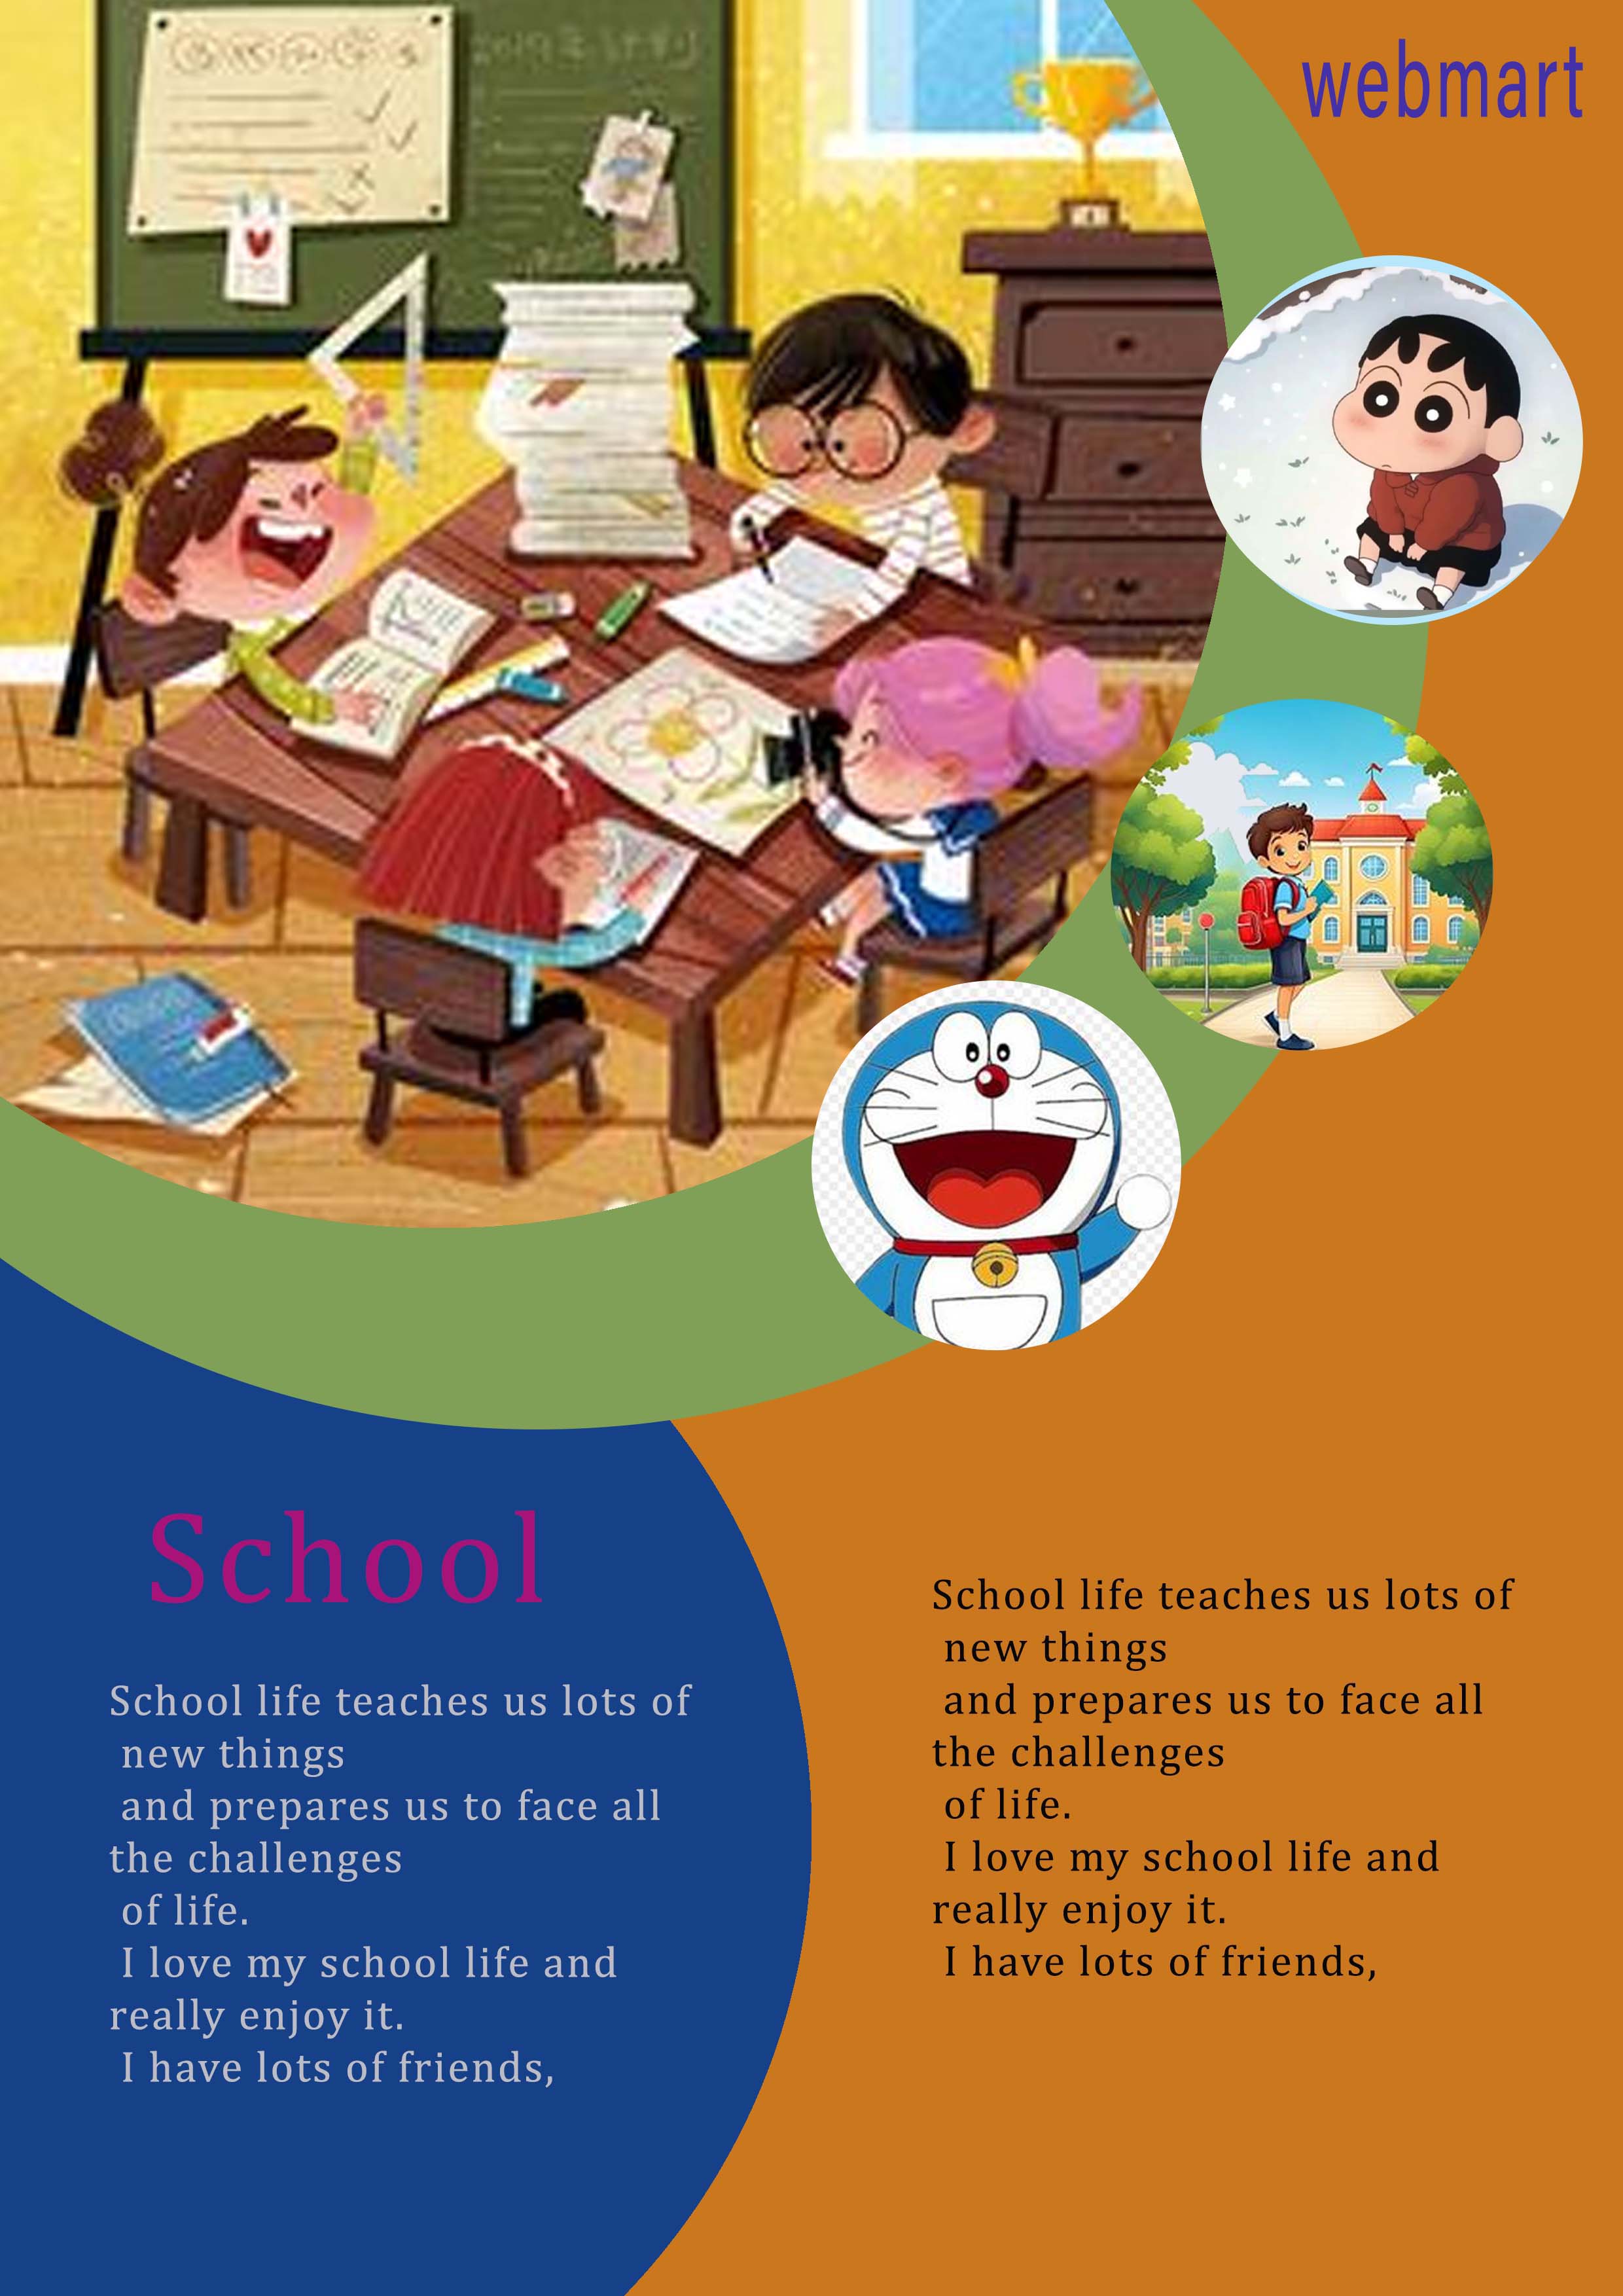 webmart
School
School life teaches us lots of
new things
and prepares us to face all
the challenges
of life.
I love my school life and
really enjoy it.
I have lots of friends,
School life teaches us lots of
new things
and prepares us to face all
the challenges
of life.
I love my school life and
really enjoy it.
I have lots of friends,